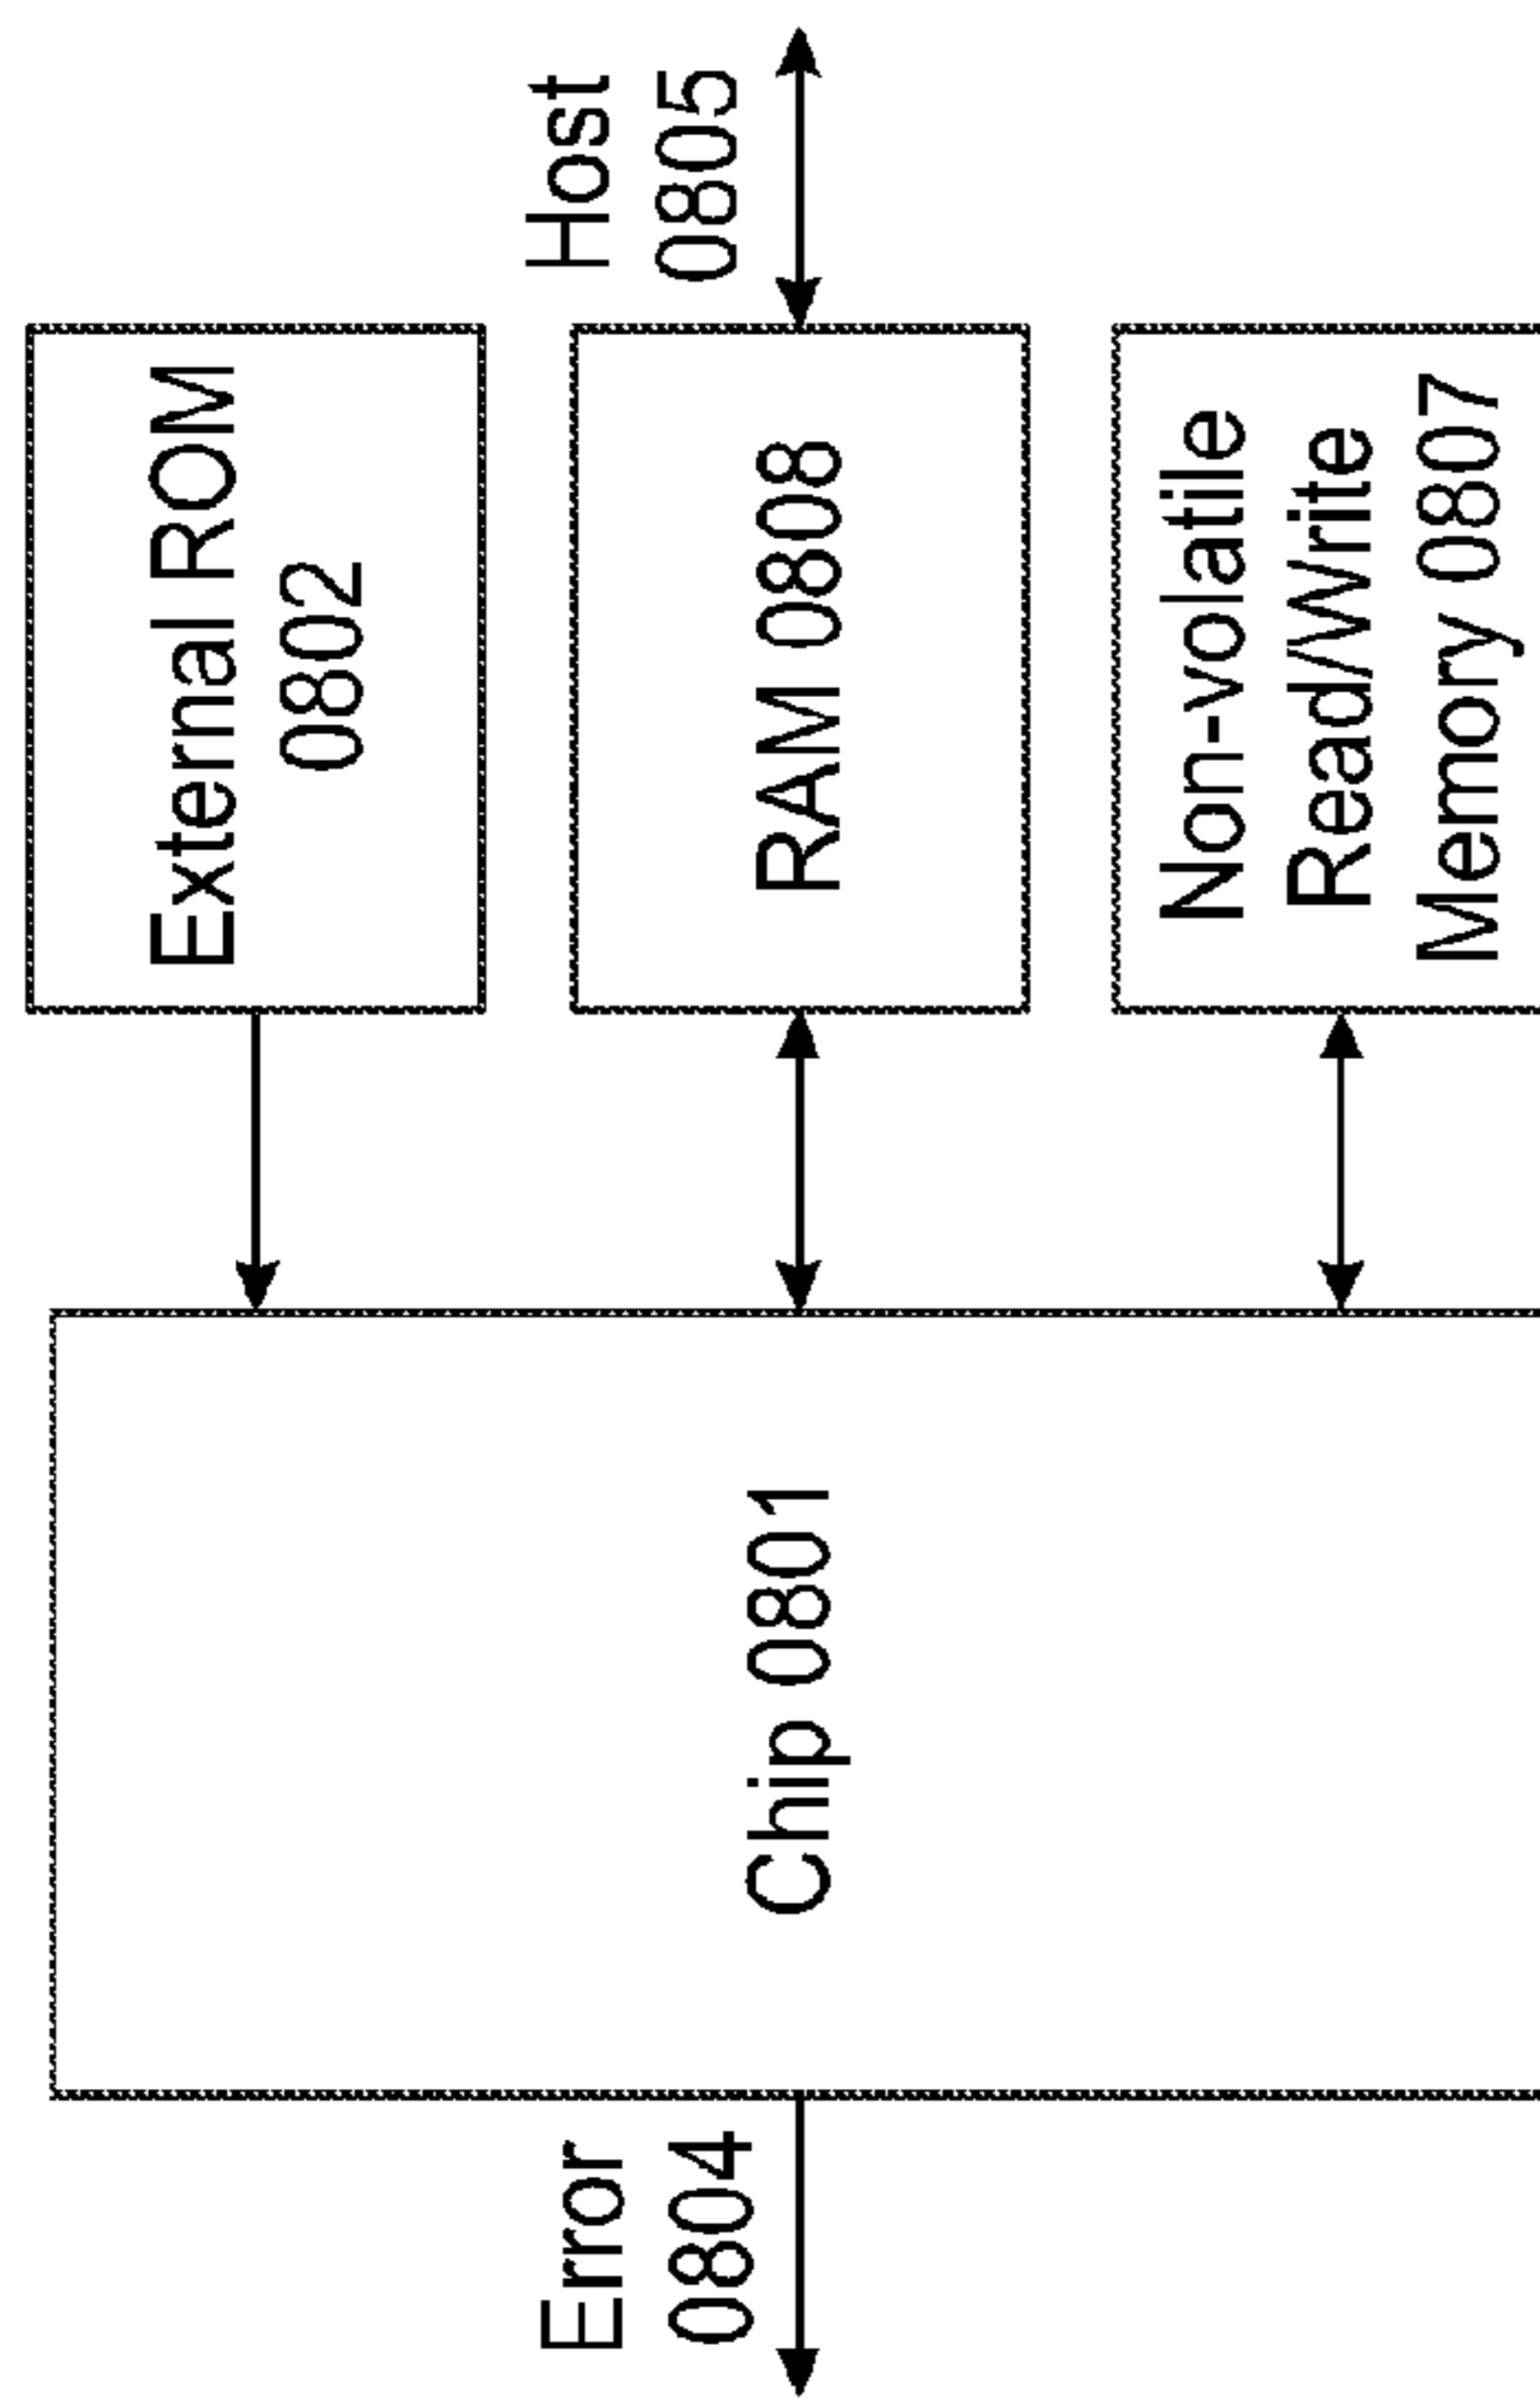 External ROM
0802
Host
0805
RAM 0808
Non-volatile
Read/Write
Memory 0807
Chip 0801
Error
0804